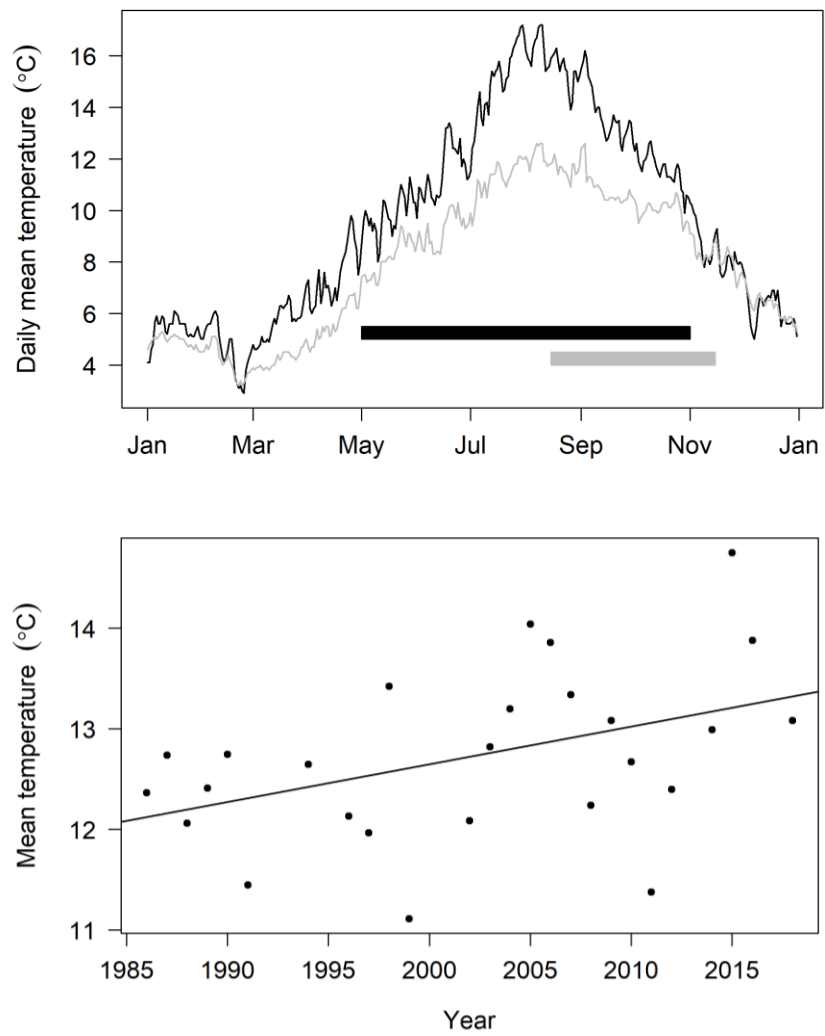 Daily mean temperature (°C)
16
14
12
10
8
6
4
Jan Mar May Jul Sep Nov Jan
Mean temperature (°C)
14
13
12
11
1985 1990 1995 2000 2005 2010 2015
Year